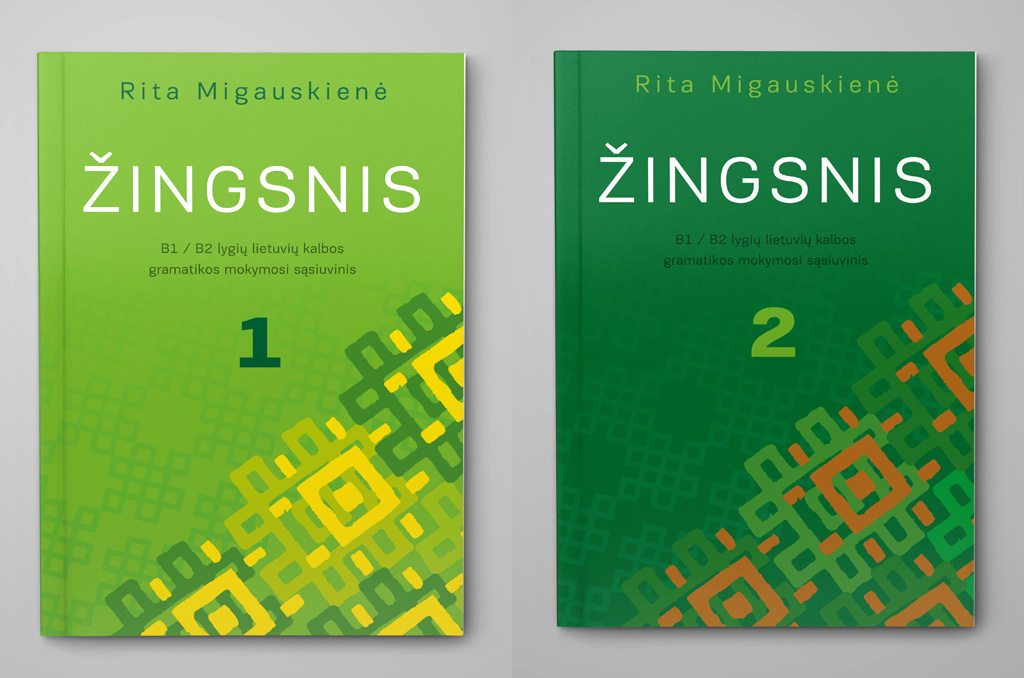 Rita Migauskienė
ŽINGSNIS
B1 / B2 lygių lietuvių kalbos
gramatikos mokymosi sąsiuvinis
1
Rita Migauskienė
ŽINGSNIS
B1 / B2 lygių lietuvių kalbos
gramatikos mokymosi sąsiuvinis
2